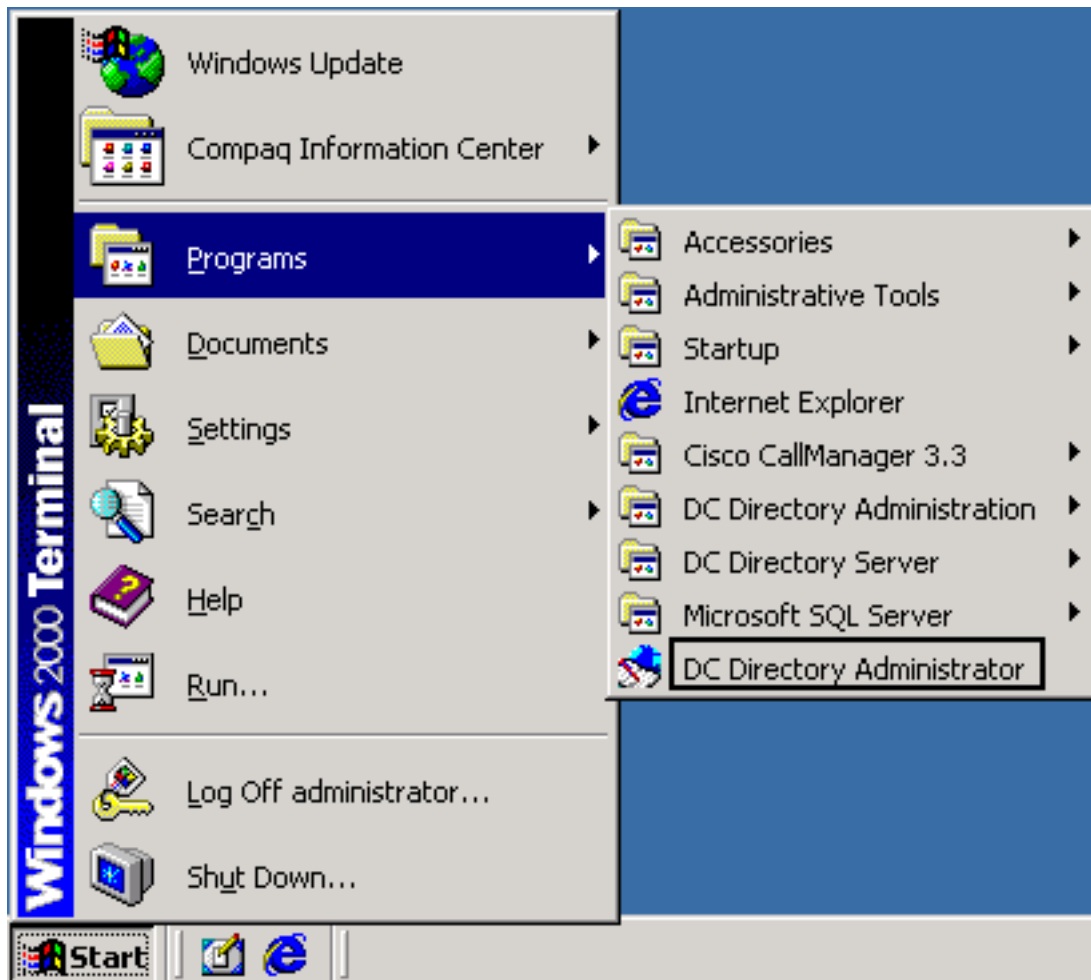 Windows Update
Compaq Information Center
Programs
Documents
Settings
Search
Help
Run...
Log Off administrator...
Shut Down...
Windows 2000 Terminal
Accessories
Administrative Tools
Startup
Internet Explorer
Cisco CallManager 3.3
DC Directory Administration
DC Directory Server
Microsoft SQL Server
DC Directory Administrator
Start